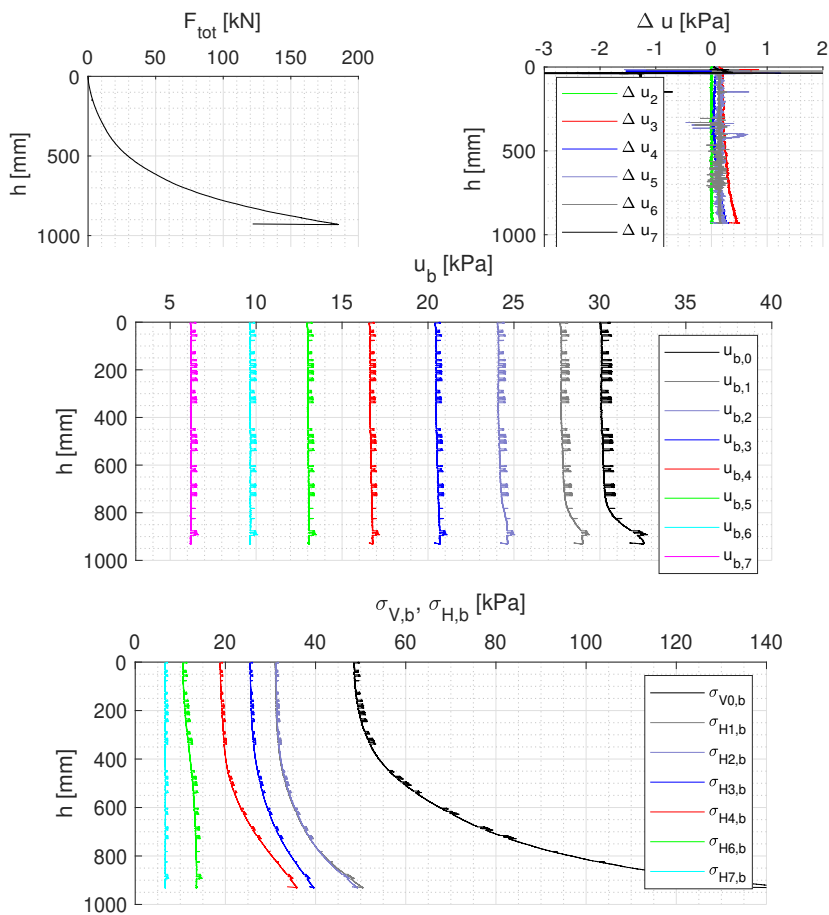 F_tot [kN]
0 50 100 150 200
0
500
1000
h [mm]
Δ u [kPa]
-3 -2 -1 0 1 2
0
500
1000
h [mm]
Δ u_2
Δ u_3
Δ u_4
Δ u_5
Δ u_6
Δ u_7
u_b [kPa]
5 10 15 20 25 30 35 40
0
200
400
600
800
1000
h [mm]
u_b,0
u_b,1
u_b,2
u_b,3
u_b,4
u_b,5
u_b,6
u_b,7
σ_V,b, σ_H,b [kPa]
0 20 40 60 80 100 120 140
0
200
400
600
800
1000
h [mm]
σ_V0,b
σ_H1,b
σ_H2,b
σ_H3,b
σ_H4,b
σ_H6,b
σ_H7,b